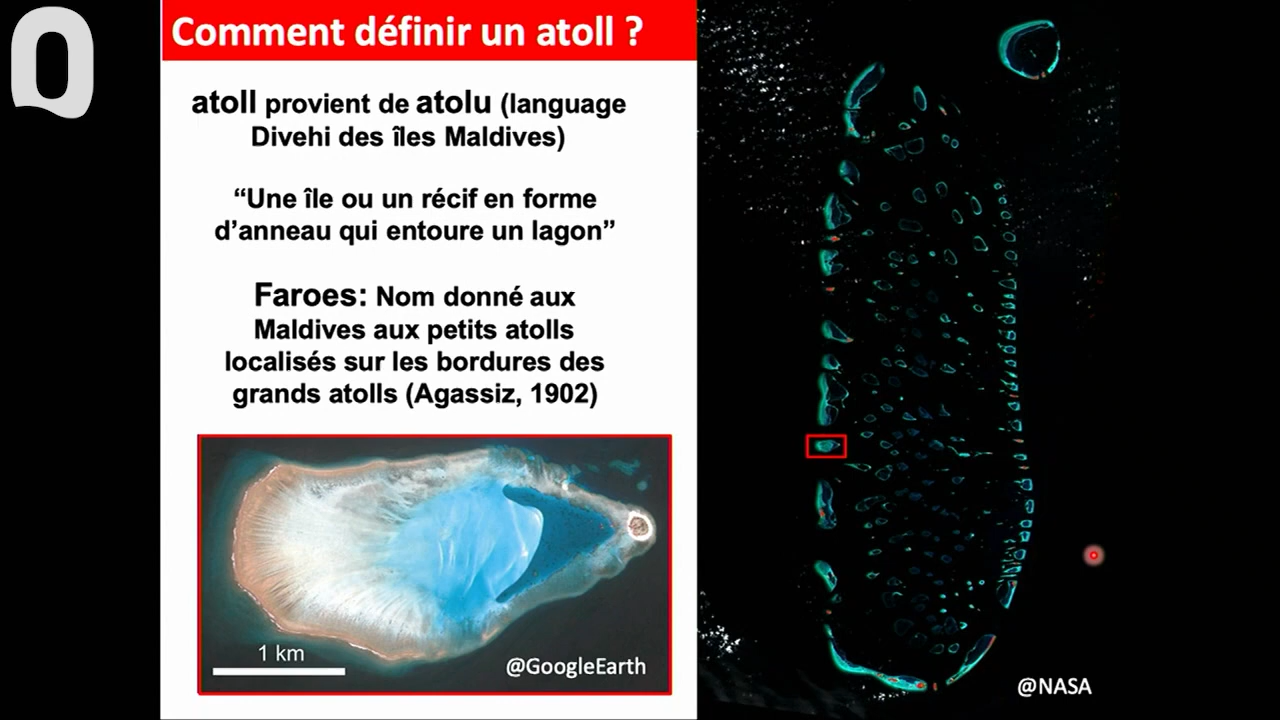 Comment définir un atoll ?
atoll provient de atolu (language
Divehi des îles Maldives)
“Une île ou un récif en forme
d’anneau qui entoure un lagon”
Faroes: Nom donné aux
Maldives aux petits atolls
localisés sur les bordures des
grands atolls (Agassiz, 1902)
1 km
@GoogleEarth
@NASA